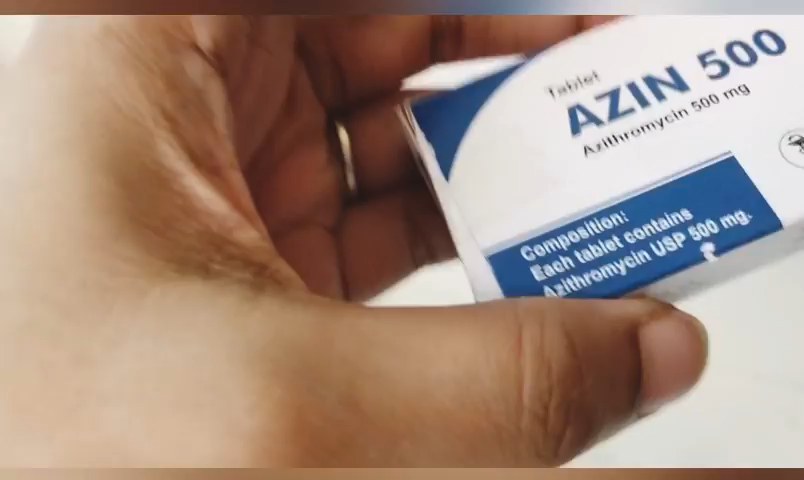 Tablet
AZIN 500
Azithromycin 500 mg
Composition:
Each tablet contains
Azithromycin USP 500 mg.